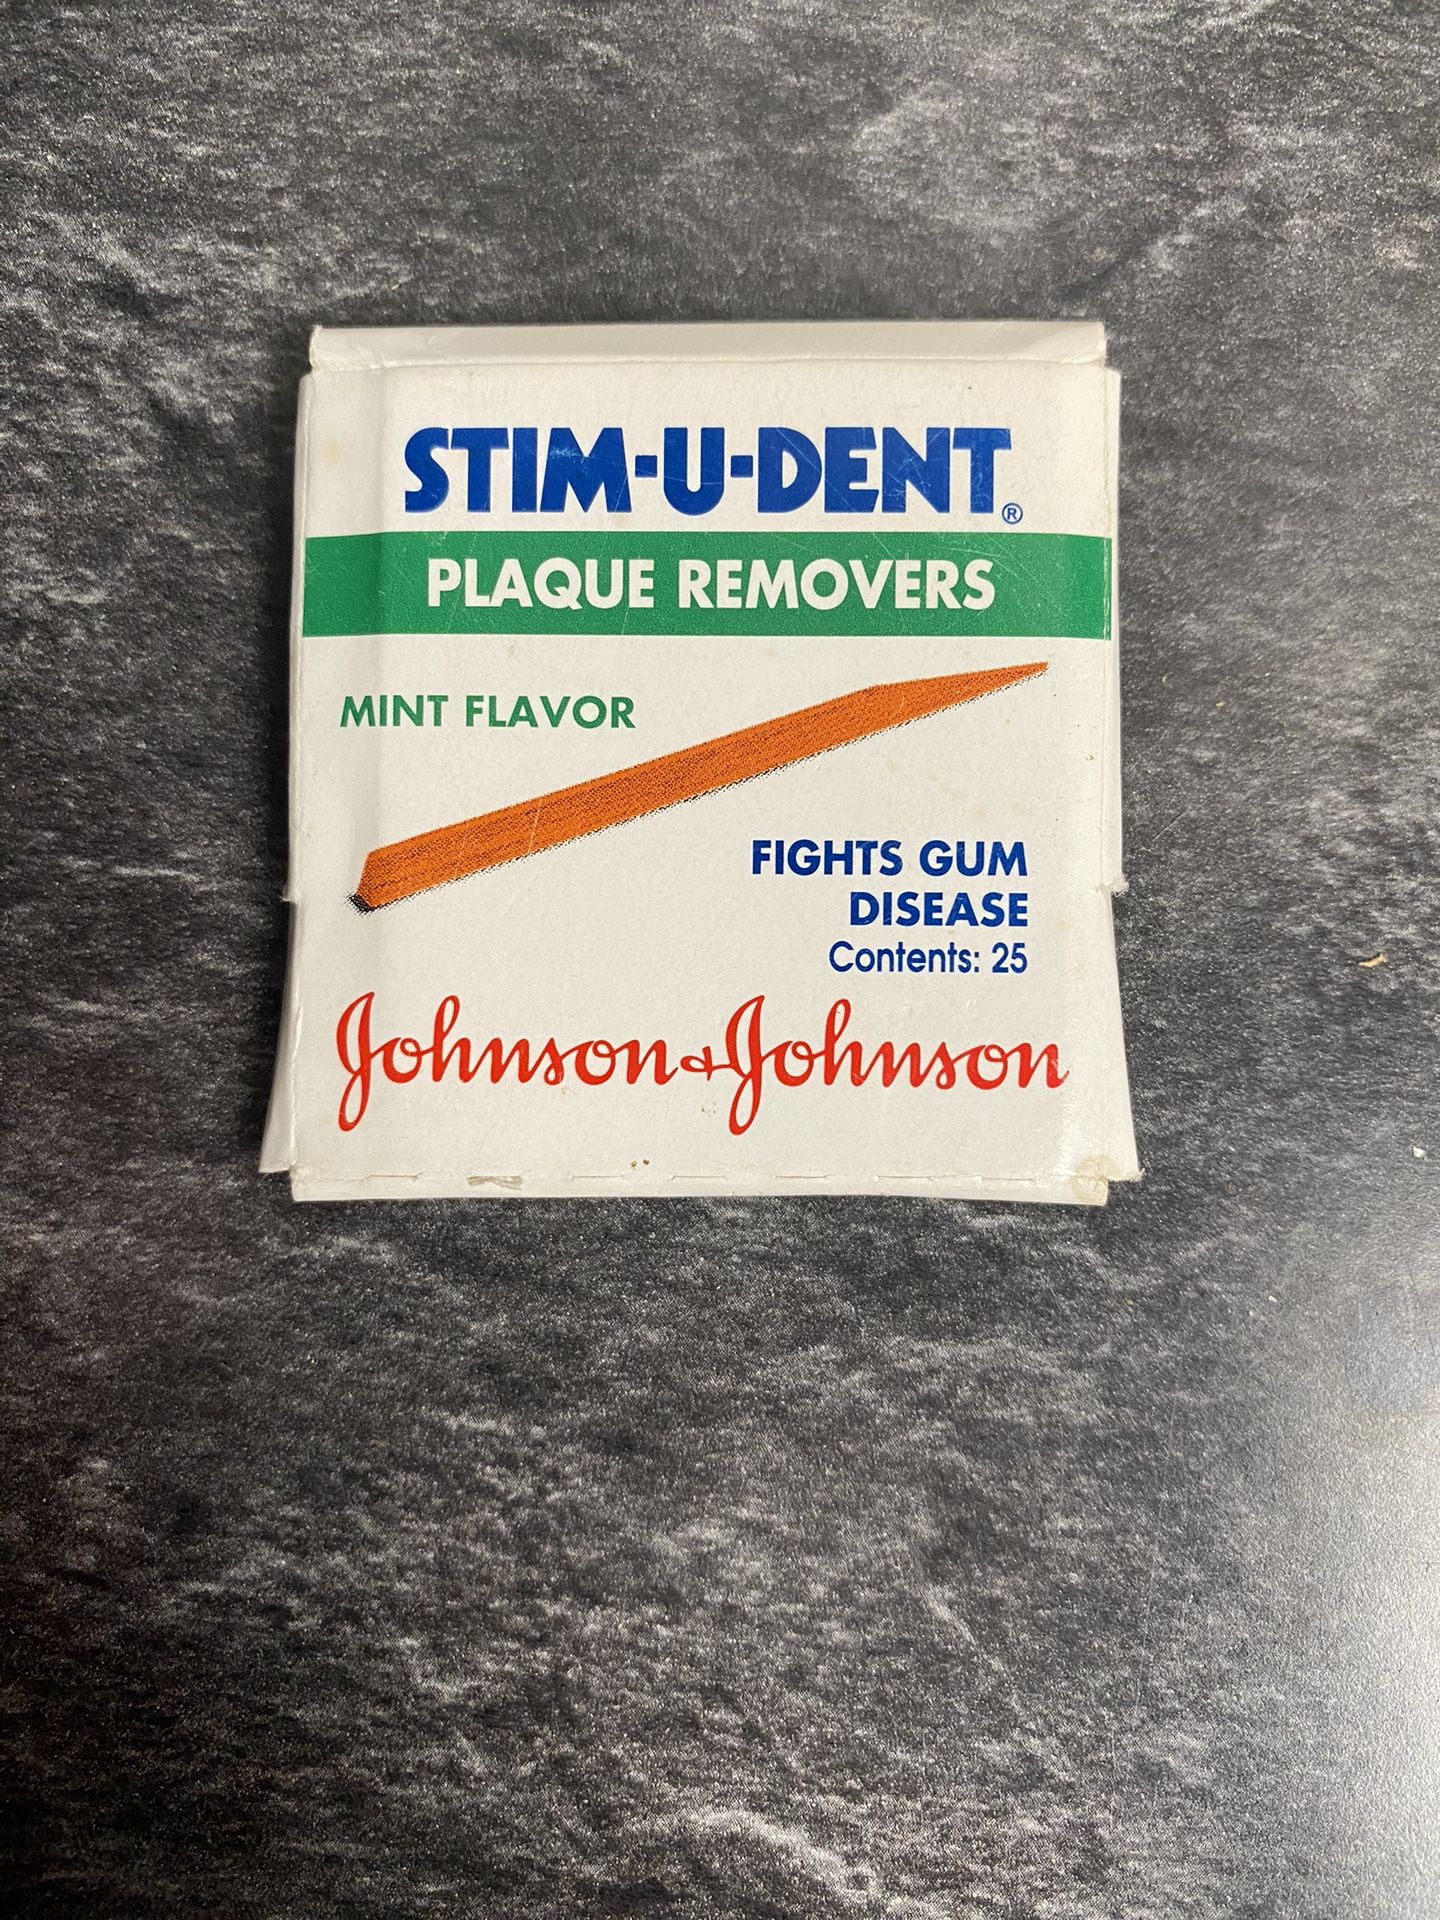 STIM-U-DENT®
PLAQUE REMOVERS
MINT FLAVOR
FIGHTS GUM
DISEASE
Contents: 25
Johnson & Johnson